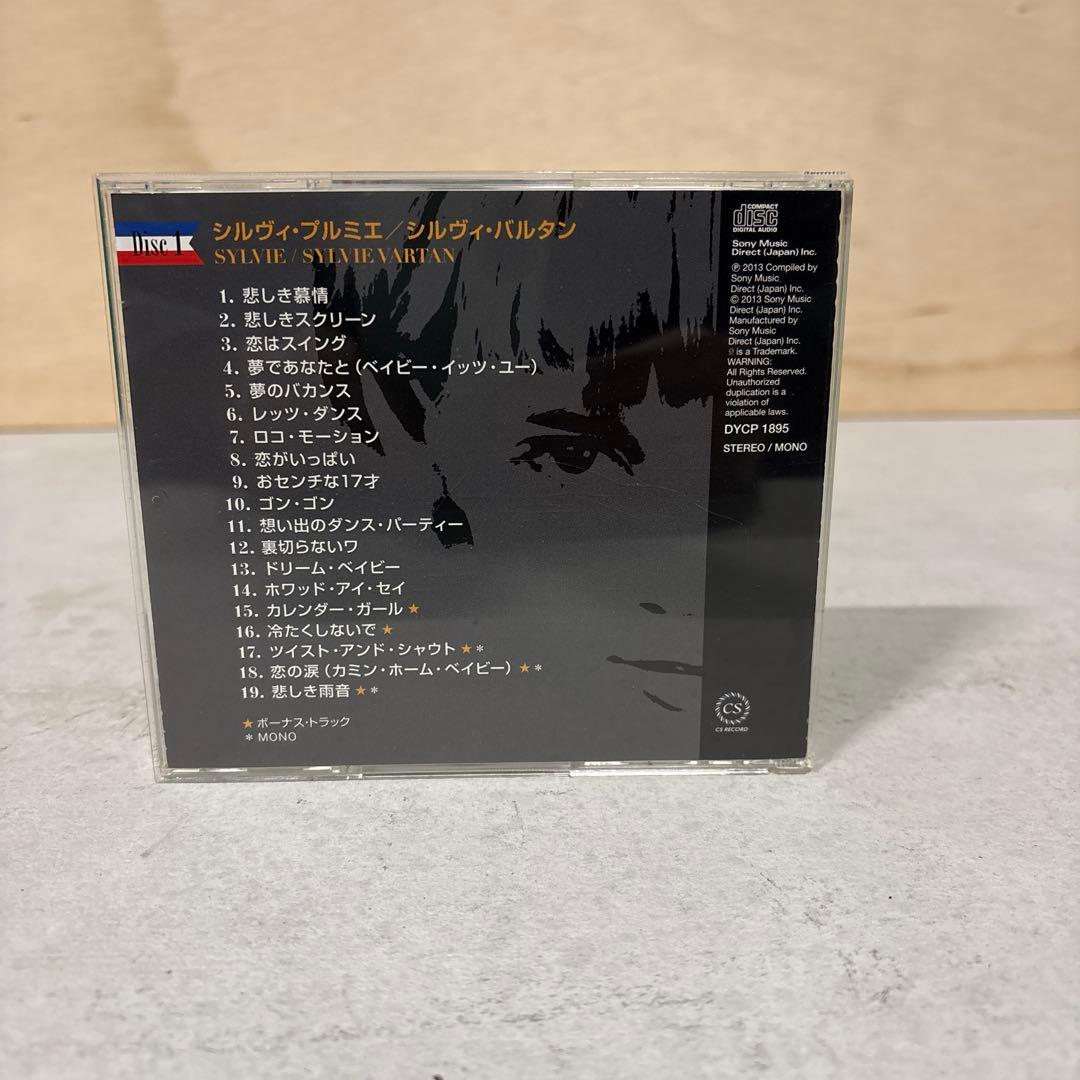 Disc 1
シルヴィ・プルミエ／シルヴィ・バルタン
SYLVIE / SYLVIE VARTAN
1. 悲しき慕情
2. 悲しきスクリーン
3. 恋はスイング
4. 夢であなたと（ベイビー・イッツ・ユー）
5. 夢のバカンス
6. レッツ・ダンス
7. ロコ・モーション
8. 恋がいっぱい
9. おセンチな17才
10. ゴン・ゴン
11. 想い出のダンス・パーティー
12. 裏切らないワ
13. ドリーム・ベイビー
14. ホワッド・アイ・セイ
15. カレンダー・ガール ★
16. 冷たくしないで ★
17. ツイスト・アンド・シャウト ★＊
18. 恋の涙（カミン・ホーム・ベイビー）★＊
19. 悲しき雨音 ★＊
★ ボーナス・トラック
＊ MONO
COMPACT
disc
DIGITAL AUDIO
Sony Music
Direct (Japan) Inc.
℗ 2013 Compiled by
Sony Music
Direct (Japan) Inc.
© 2013 Sony Music
Direct (Japan) Inc.
Manufactured by
Sony Music
Direct (Japan) Inc.
is a Trademark.
WARNING:
All Rights Reserved.
Unauthorized
duplication is a
violation of
applicable laws.
DYCP 1895
STEREO / MONO
CS
CS RECORD